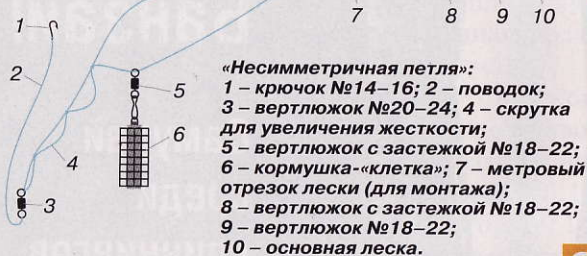 1
7
8
9
10
2
5
6
4
3
«Несимметричная петля»:
1 – крючок №14–16; 2 – поводок;
3 – вертлюжок №20–24; 4 – скрутка
для увеличения жесткости;
5 – вертлюжок с застежкой №18–22;
6 – кормушка-«клетка»; 7 – метровый
отрезок лески (для монтажа);
8 – вертлюжок с застежкой №18–22;
9 – вертлюжок №18–22;
10 – основная леска.